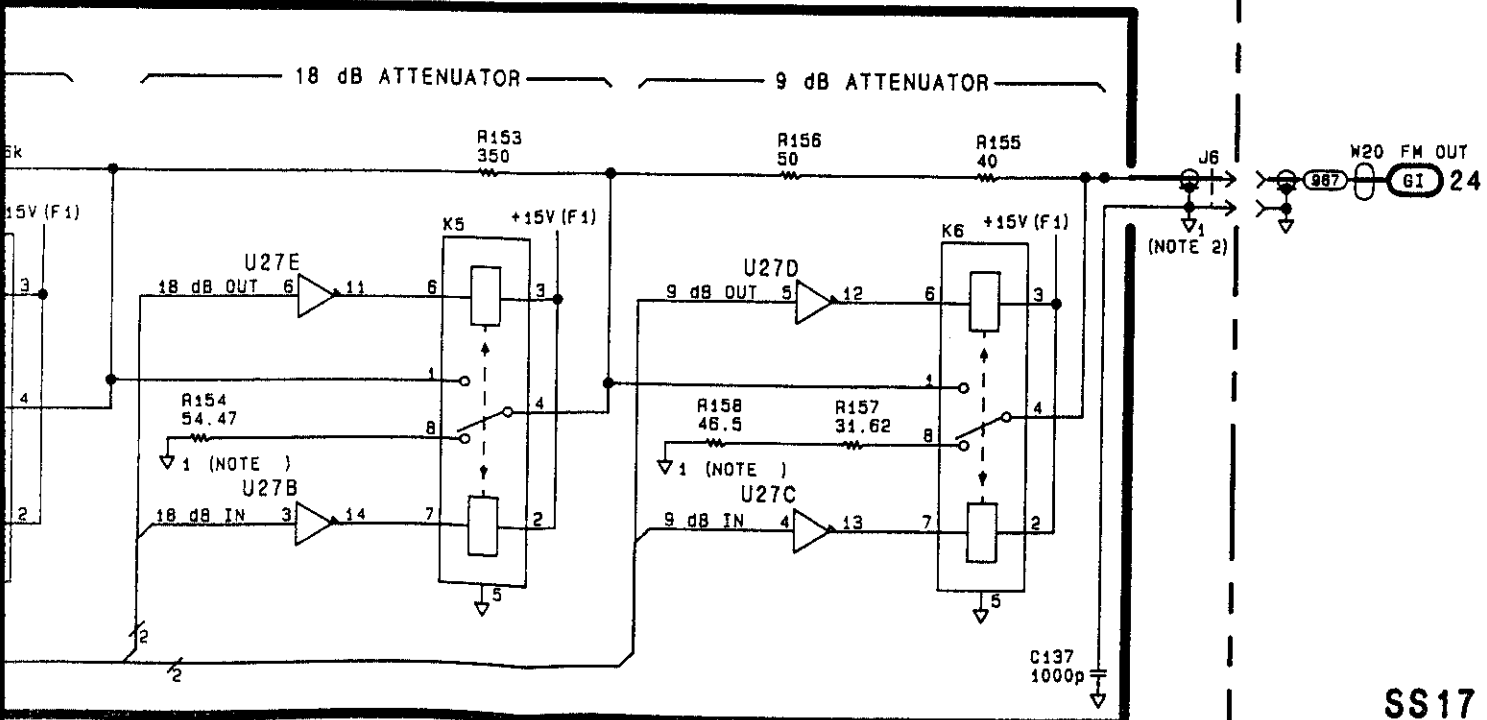 18 dB ATTENUATOR
9 dB ATTENUATOR
R153
350
R156
50
R155
40
J6
W20 FM OUT
967
GI
24
1
(NOTE 2)
6k
15V(F1)
3
4
2
K5
+15V(F1)
U27E
18 dB OUT 6
11
6
3
1
4
R154
54.47
8
1 (NOTE )
U27B
18 dB IN 3
14
7
2
5
K6
+15V(F1)
U27D
9 dB OUT 5
12
6
3
1
4
R158
46.5
R157
31.62
8
1 (NOTE )
U27C
9 dB IN 4
13
7
2
5
2
2
C137
1000p
SS17